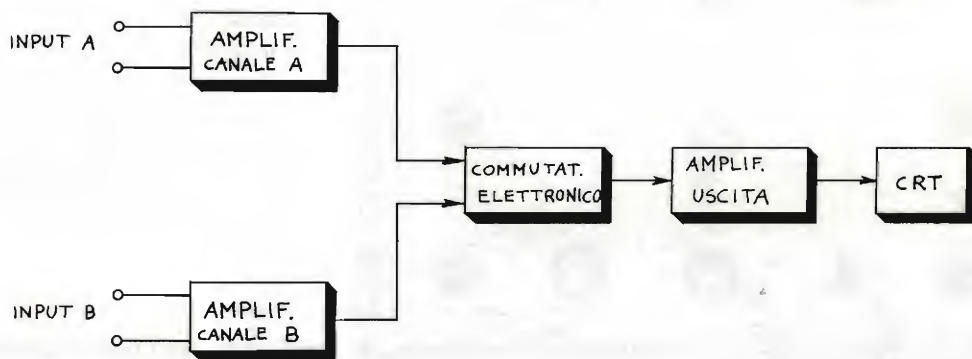 INPUT A
AMPLIF.
CANALE A
COMMUTAT.
ELETTRONICO
AMPLIF.
USCITA
CRT
INPUT B
AMPLIF.
CANALE B